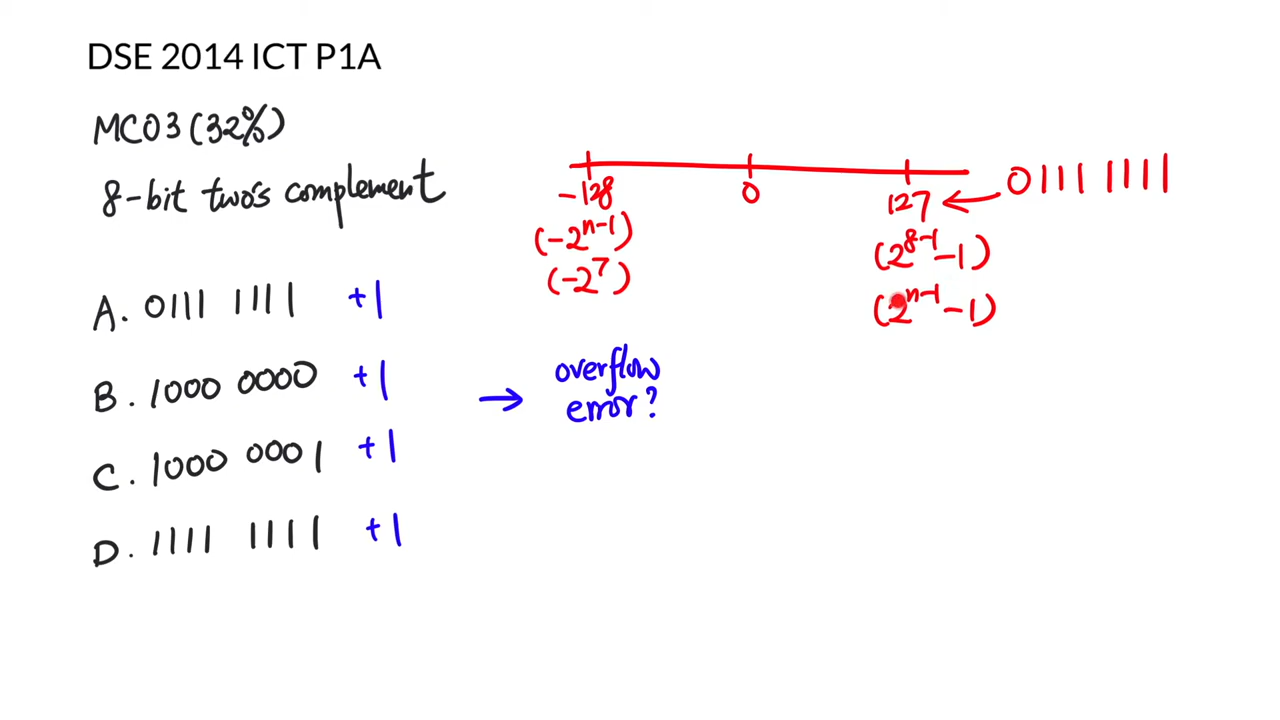 DSE 2014 ICT P1A
MC03 (32%)
8-bit two's complement
-128
0
127
0111 1111
(-2^{n-1})
(-2^7)
(2^{8-1}-1)
(2^{n-1}-1)
A. 0111 1111 +1
B. 1000 0000 +1
C. 1000 0001 +1
D. 1111 1111 +1
→ overflow
error?